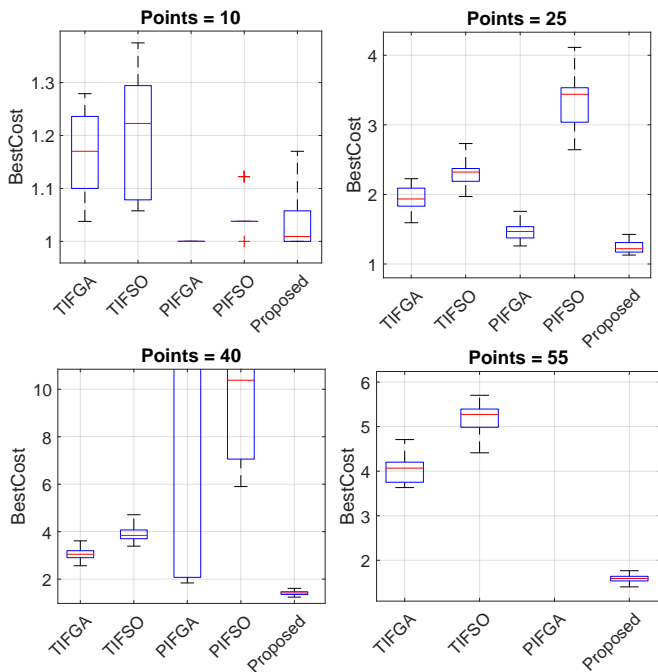 Points = 10
BestCost
1.3
1.2
1.1
1
TIFGA
TIFSO
PIFGA
PIFSO
Proposed
Points = 25
BestCost
4
3
2
1
TIFGA
TIFSO
PIFGA
PIFSO
Proposed
Points = 40
BestCost
10
8
6
4
2
TIFGA
TIFSO
PIFGA
PIFSO
Proposed
Points = 55
BestCost
6
5
4
2
TIFGA
TIFSO
PIFGA
Proposed